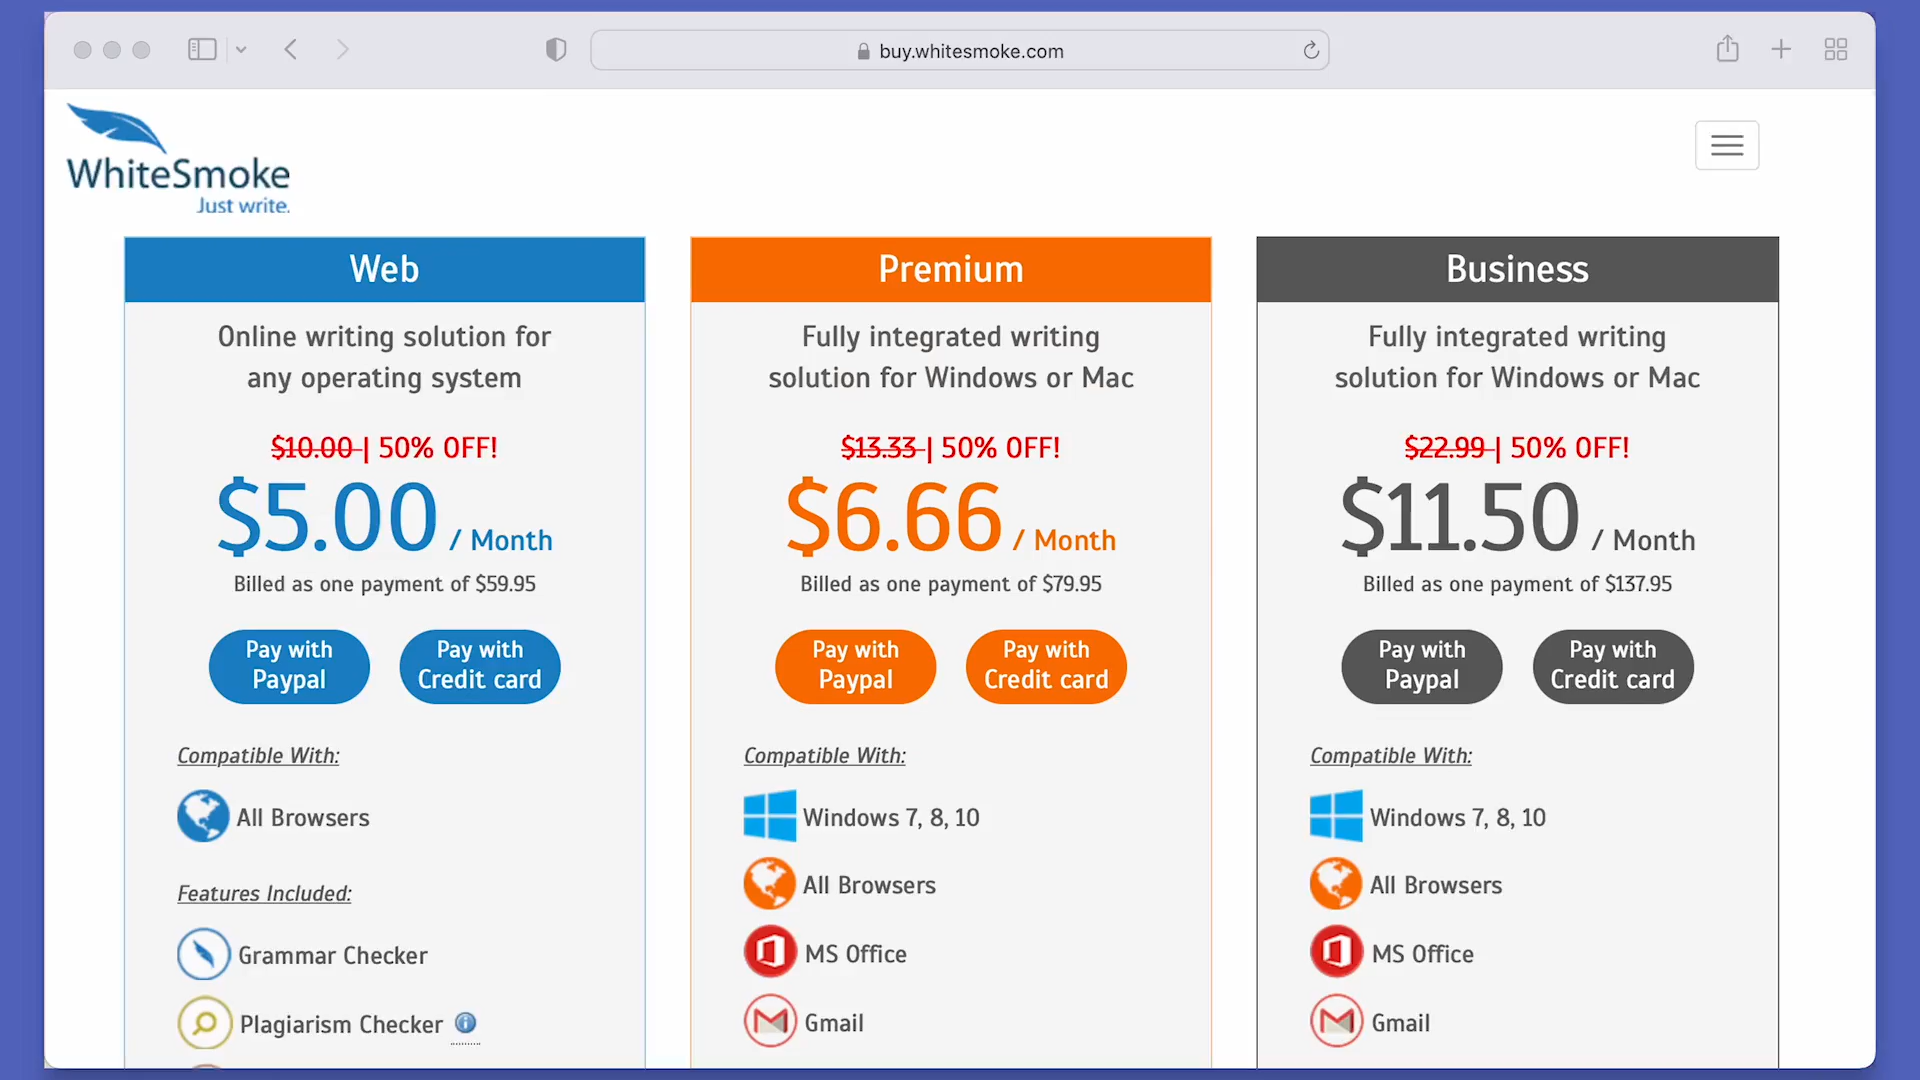 buy.whitesmoke.com
WhiteSmoke
Just write.
Web
Online writing solution for
any operating system
$10.00 | 50% OFF!
$5.00 / Month
Billed as one payment of $59.95
Pay with
Paypal
Pay with
Credit card
Compatible With:
All Browsers
Features Included:
Grammar Checker
Plagiarism Checker
Premium
Fully integrated writing
solution for Windows or Mac
$13.33 | 50% OFF!
$6.66 / Month
Billed as one payment of $79.95
Pay with
Paypal
Pay with
Credit card
Compatible With:
Windows 7, 8, 10
All Browsers
MS Office
Gmail
Business
Fully integrated writing
solution for Windows or Mac
$22.99 | 50% OFF!
$11.50 / Month
Billed as one payment of $137.95
Pay with
Paypal
Pay with
Credit card
Compatible With:
Windows 7, 8, 10
All Browsers
MS Office
Gmail